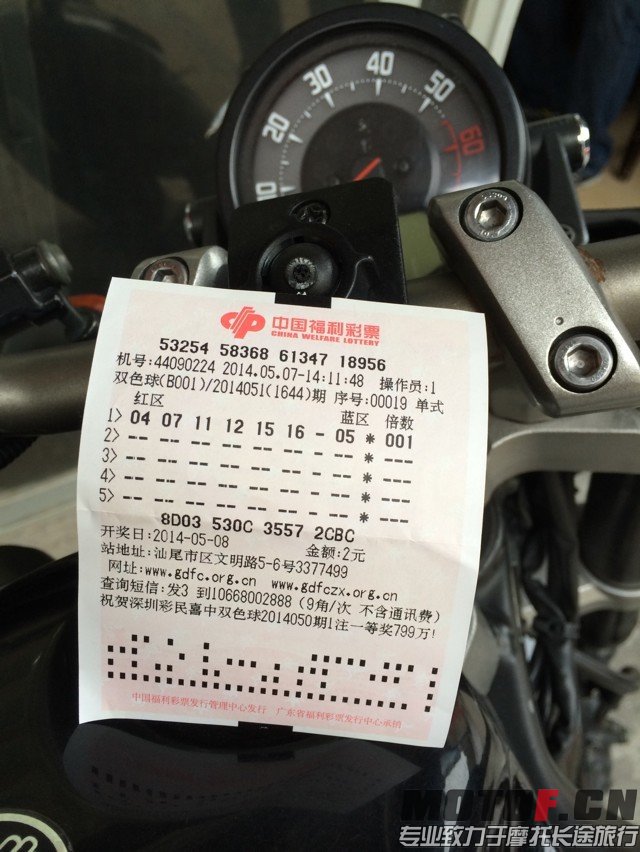 10 20 30 40 50 60
中国福利彩票
CHINA WELFARE LOTTERY
53254 58368 61347 18956
机号:44090224 2014.05.07-14:11:48 操作员:1
双色球(B001)/2014051(1644)期 序号:00019 单式
红区 蓝区 倍数
1> 04 07 11 12 15 16 - 05 * 001
2> -- -- -- -- -- -- - -- * ---
3> -- -- -- -- -- -- - -- * ---
4> -- -- -- -- -- -- - -- * ---
5> -- -- -- -- -- -- - -- * ---
8D03 530C 3557 2CBC
开奖日:2014-05-08 金额:2元
站地址:汕尾市区文明路5-6号3377499
网址:www.gdfc.org.cn www.gdfczx.org.cn
查询短信:发3 到10668002888 (9角/次 不含通讯费)
祝贺深圳彩民喜中双色球2014050期1注一等奖799万!
中国福利彩票发行管理中心发行 广东省福利彩票发行中心承销
MOTOF.CN
专业致力于摩托长途旅行